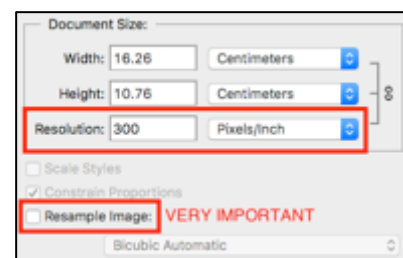 Document Size:
Width: 16.26 Centimeters
Height: 10.76 Centimeters
Resolution: 300 Pixels/Inch
Scale Styles
Constrain Proportions
Resample Image: VERY IMPORTANT
Bicubic Automatic